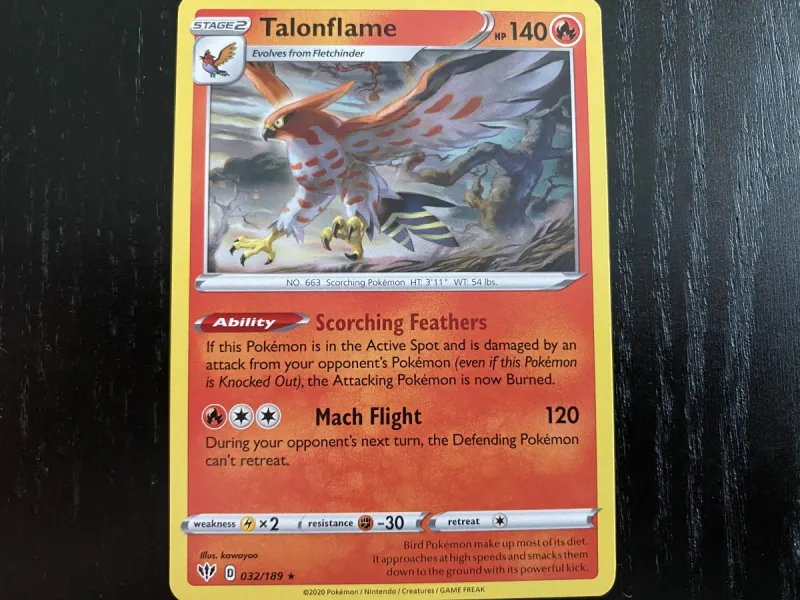 STAGE 2 Talonflame HP 140
Evolves from Fletchinder
NO. 663 Scorching Pokémon HT: 3'11" WT: 54 lbs.
Ability Scorching Feathers
If this Pokémon is in the Active Spot and is damaged by an
attack from your opponent's Pokémon (even if this Pokémon
is Knocked Out), the Attacking Pokémon is now Burned.
Mach Flight 120
During your opponent's next turn, the Defending Pokémon
can't retreat.
weakness ×2 resistance -30 retreat
Bird Pokémon make up most of its diet.
It approaches at high speeds and smacks them
down to the ground with its powerful kick.
Illus. kawayoo
D 032/189 ★
©2020 Pokémon / Nintendo / Creatures / GAME FREAK